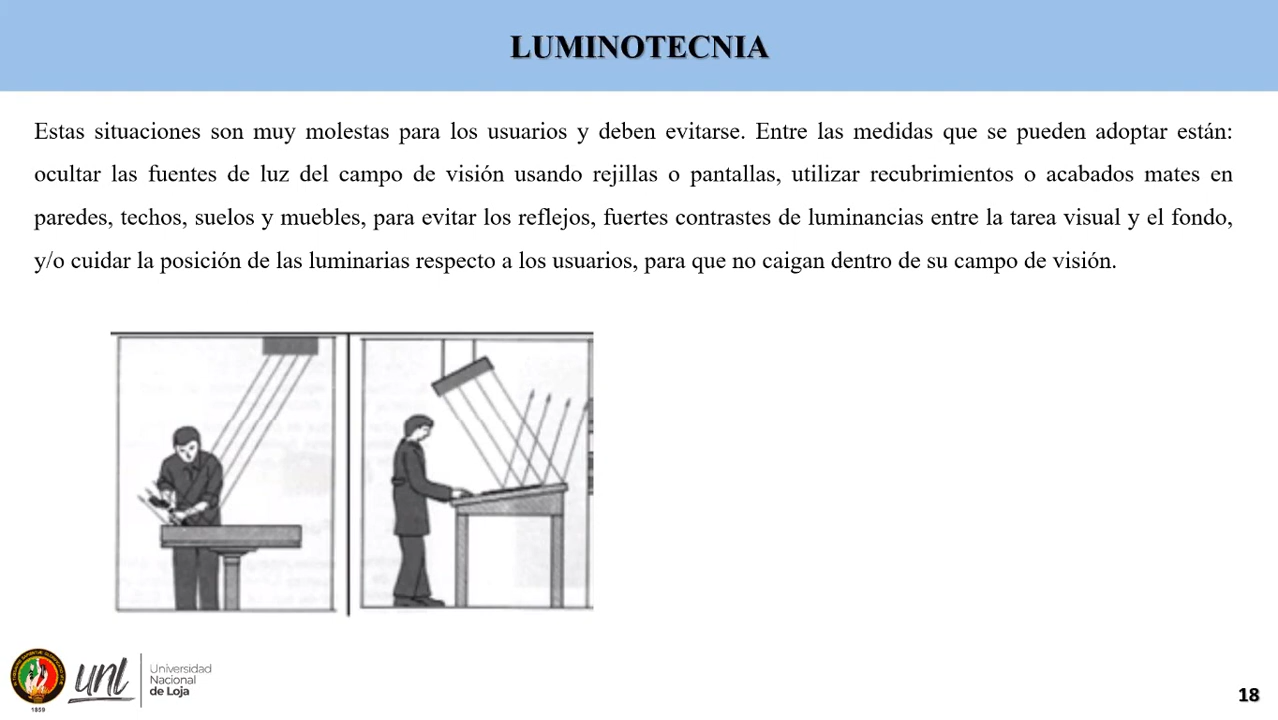 LUMINOTECNIA
Estas situaciones son muy molestas para los usuarios y deben evitarse. Entre las medidas que se pueden adoptar están:
ocultar las fuentes de luz del campo de visión usando rejillas o pantallas, utilizar recubrimientos o acabados mates en
paredes, techos, suelos y muebles, para evitar los reflejos, fuertes contrastes de luminancias entre la tarea visual y el fondo,
y/o cuidar la posición de las luminarias respecto a los usuarios, para que no caigan dentro de su campo de visión.
1859
unl
Universidad
Nacional
de Loja
18